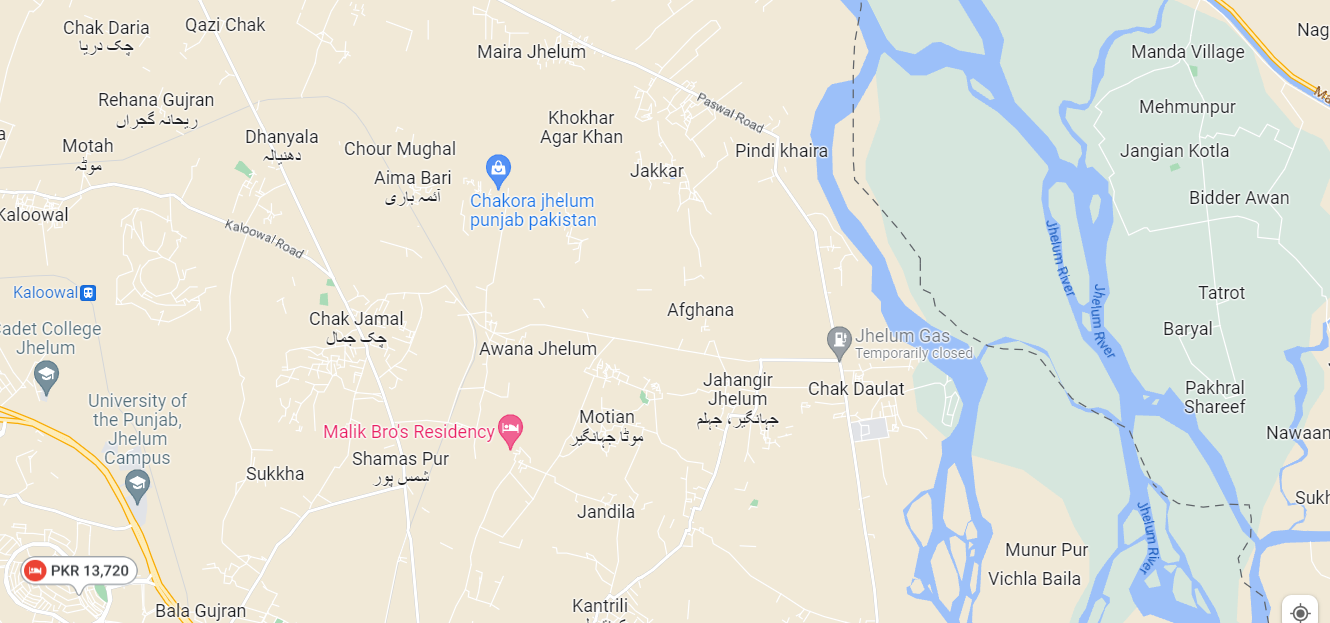 Chak Daria
چک دریا
Qazi Chak
Maira Jhelum
Manda Village
Nag
Rehana Gujran
ریحانہ گجراں
Paswal Road
Mehmunpur
Khokhar
Agar Khan
Motah
موٹہ
Dhanyala
دھنیالہ
Chour Mughal
Pindi khaira
Jangian Kotla
Jakkar
Aima Bari
آئمہ باری
Chakora jhelum
punjab pakistan
Bidder Awan
Kaloowal
Kaloowal Road
Jhelum River
Jhelum River
Kaloowal
Tatrot
Afghana
Chak Jamal
چک جمال
Cadet College
Jhelum
Jhelum Gas
Temporarily closed
Baryal
Awana Jhelum
Jahangir
Jhelum
جہانگیر، جہلم
Chak Daulat
Pakhral
Shareef
University of
the Punjab,
Jhelum
Campus
Motian
موٹا جہانگیر
Malik Bro's Residency
Nawaan
Shamas Pur
شمس پور
Sukkha
Sukh
Jandila
Jhelum River
Munur Pur
PKR 13,720
Vichla Baila
Bala Gujran
Kantrili